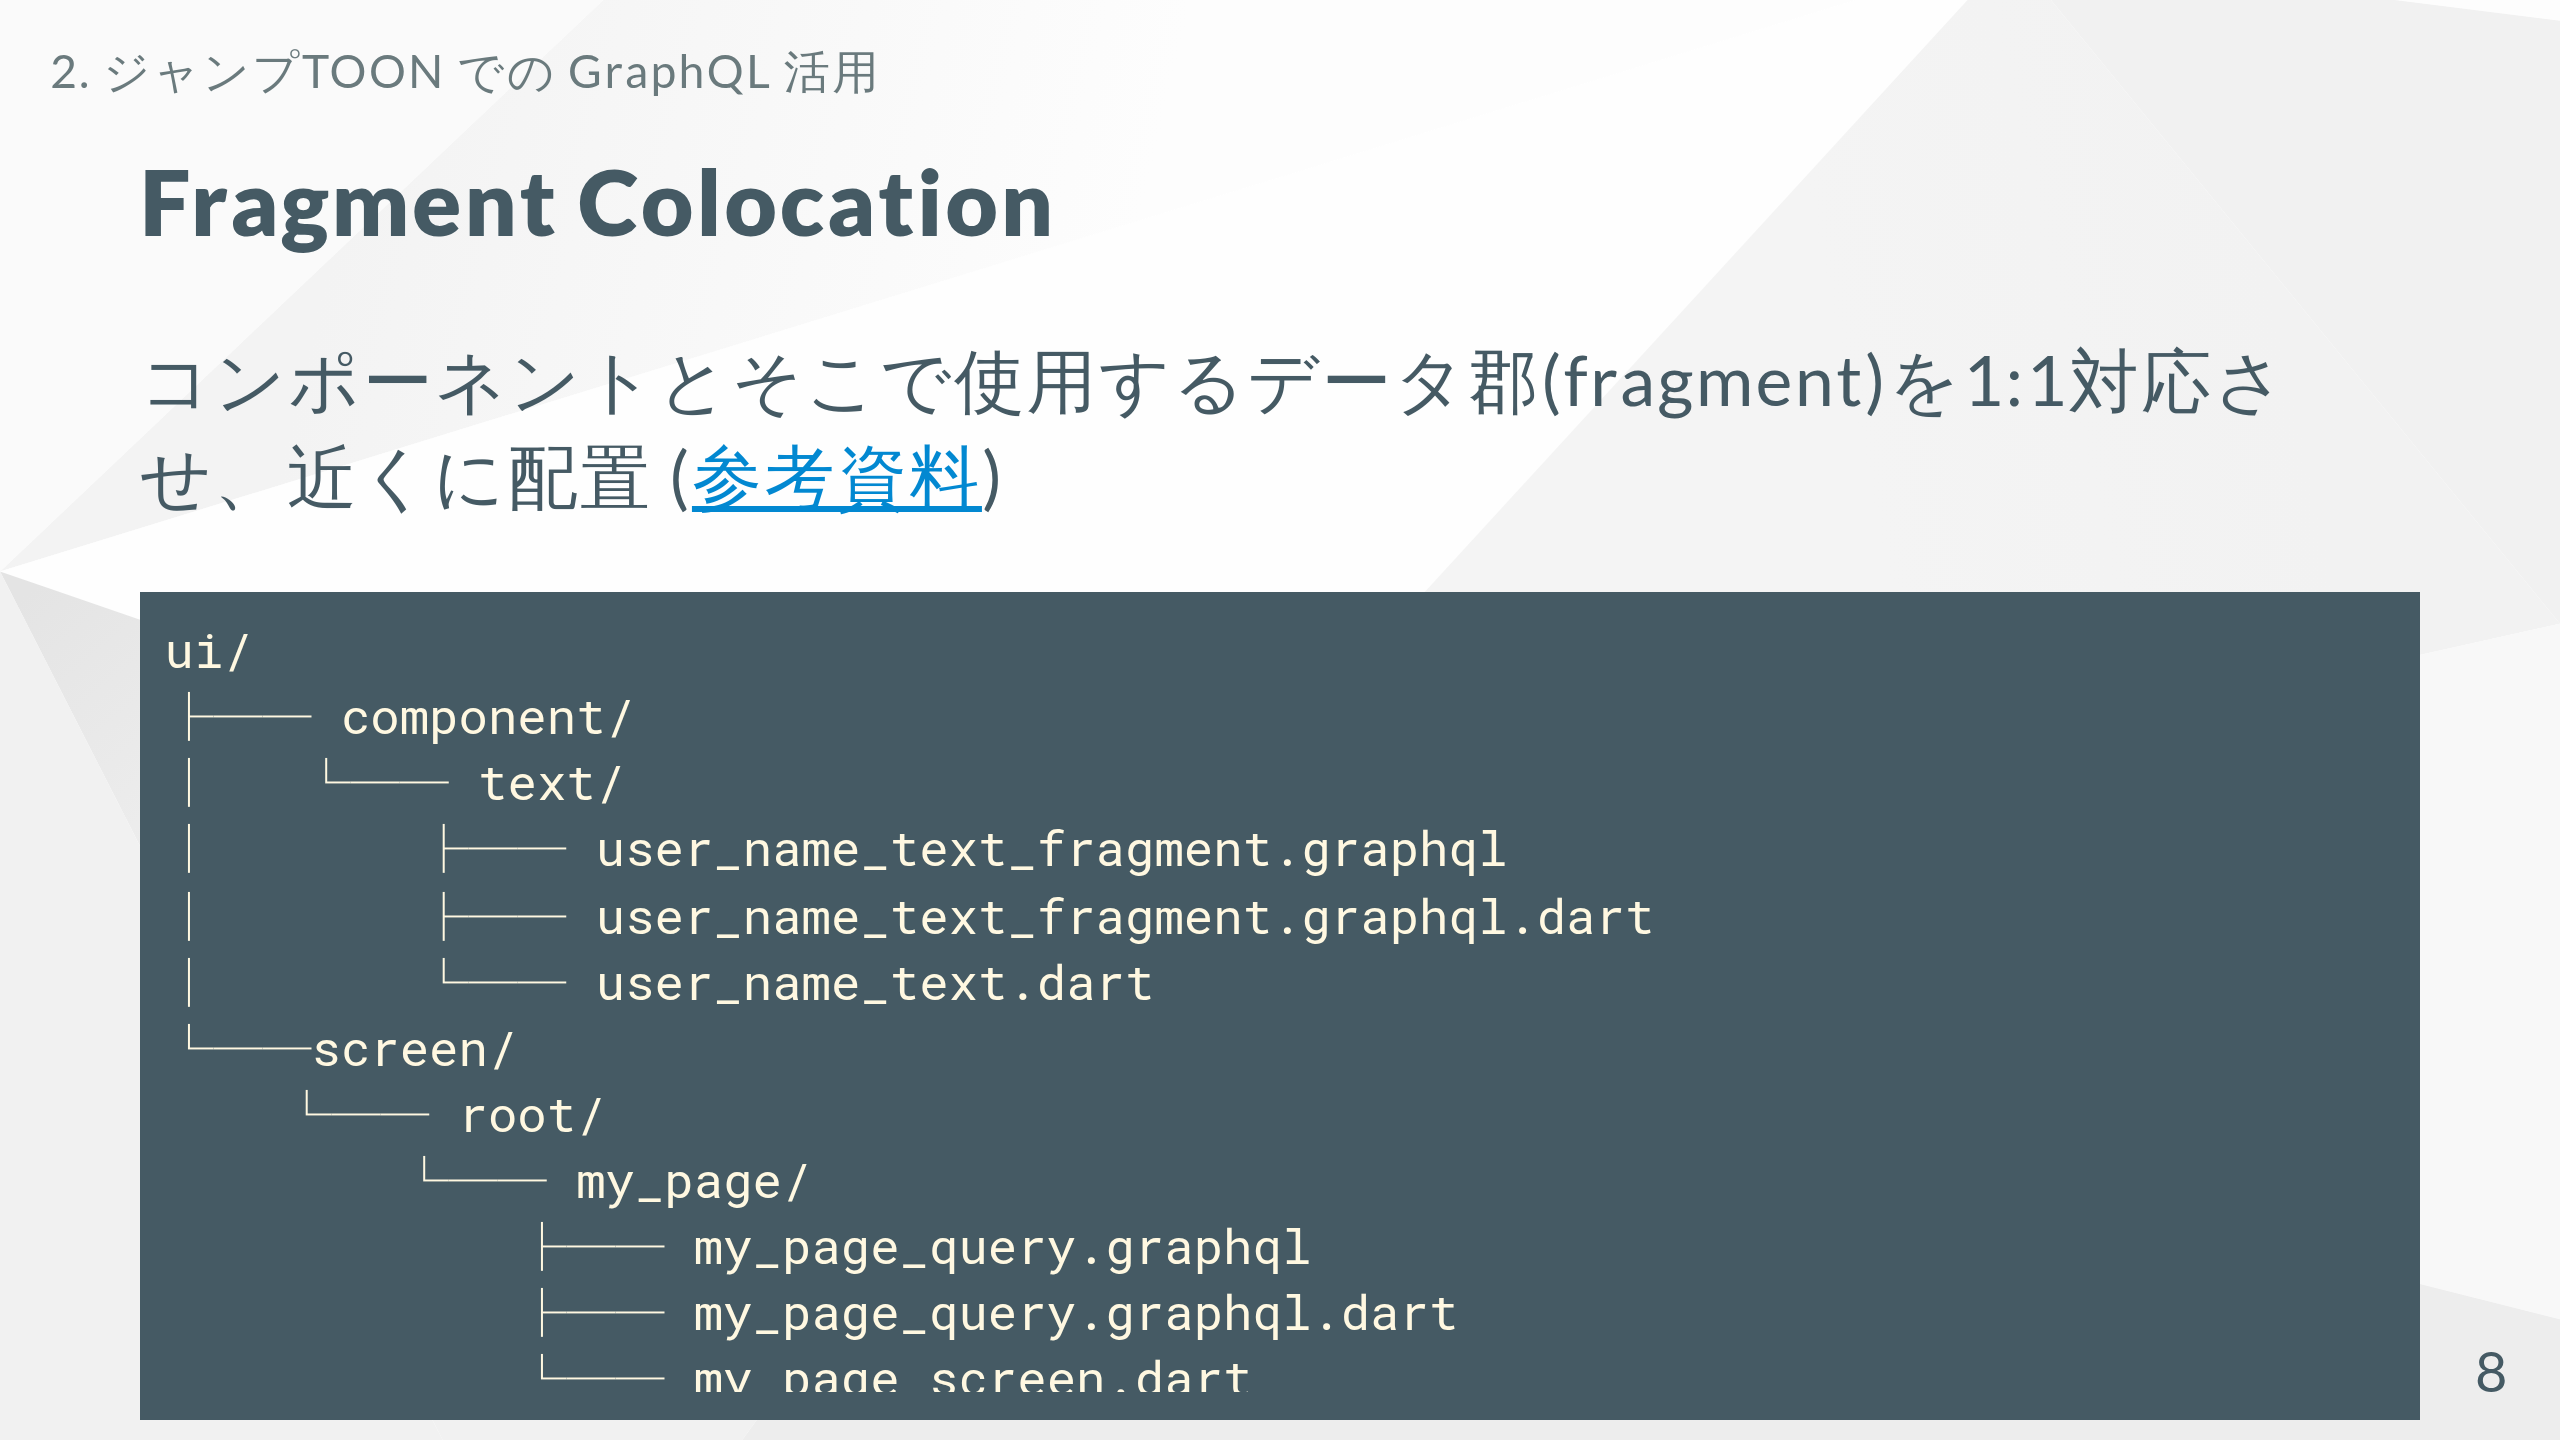 2. ジャンプTOON での GraphQL 活用
Fragment Colocation
コンポーネントとそこで使用するデータ郡(fragment)を1:1対応さ
せ、近くに配置 (参考資料)
ui/
├──── component/
│    └──── text/
│        ├──── user_name_text_fragment.graphql
│        ├──── user_name_text_fragment.graphql.dart
│        └──── user_name_text.dart
└────screen/
    └──── root/
        └──── my_page/
            ├──── my_page_query.graphql
            ├──── my_page_query.graphql.dart
            └──── my_page_screen.dart
8